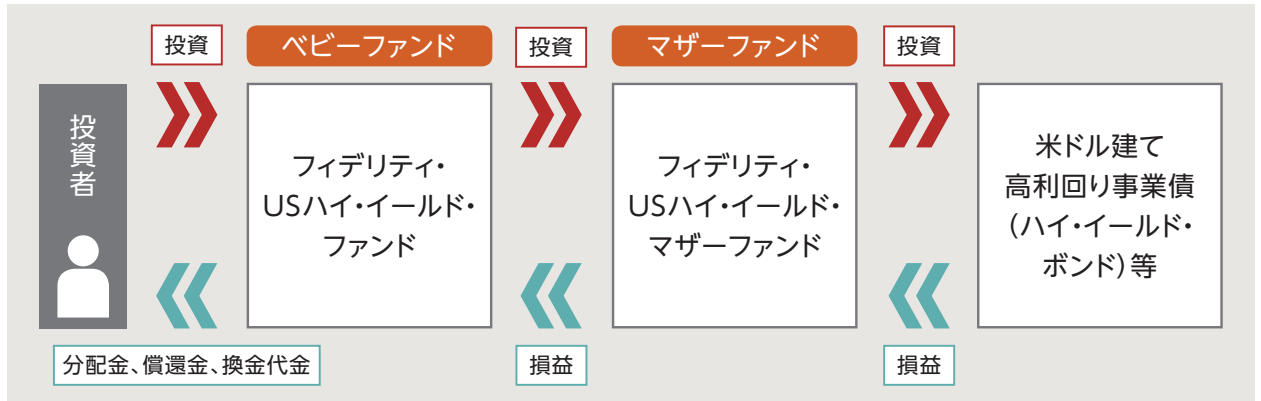 投資
ベビーファンド
投資
マザーファンド
投資
投資者
フィデリティ・
USハイ・イールド・
ファンド
フィデリティ・
USハイ・イールド・
マザーファンド
米ドル建て
高利回り事業債
(ハイ・イールド・
ボンド)等
分配金、償還金、換金代金
損益
損益